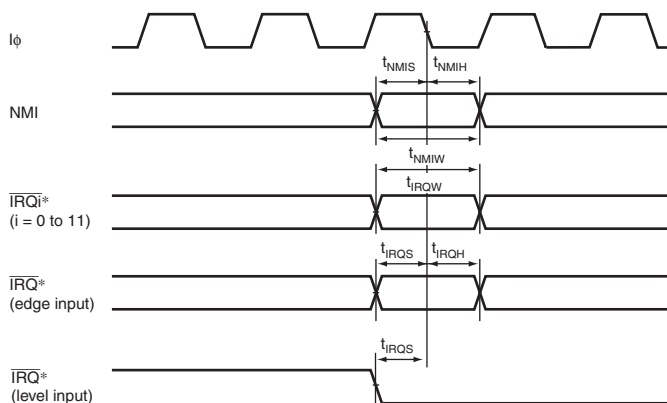 Iϕ
tNMIS tNMIH
NMI
tNMIW
tIRQW
IRQi*
(i = 0 to 11)
tIRQS tIRQH
IRQ*
(edge input)
tIRQS
IRQ*
(level input)